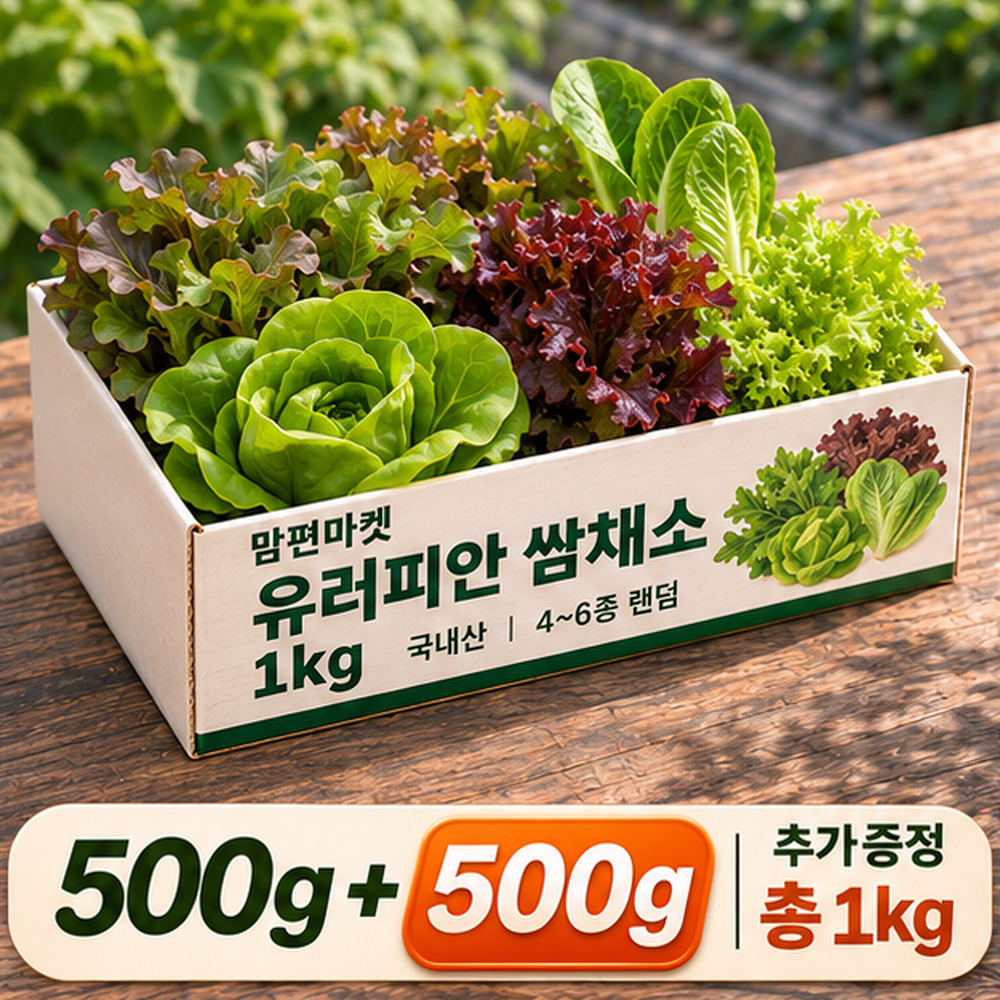 맘편마켓
유러피안 쌈채소
1kg 국내산 | 4~6종 랜덤
500g + 500g
추가증정
총 1kg